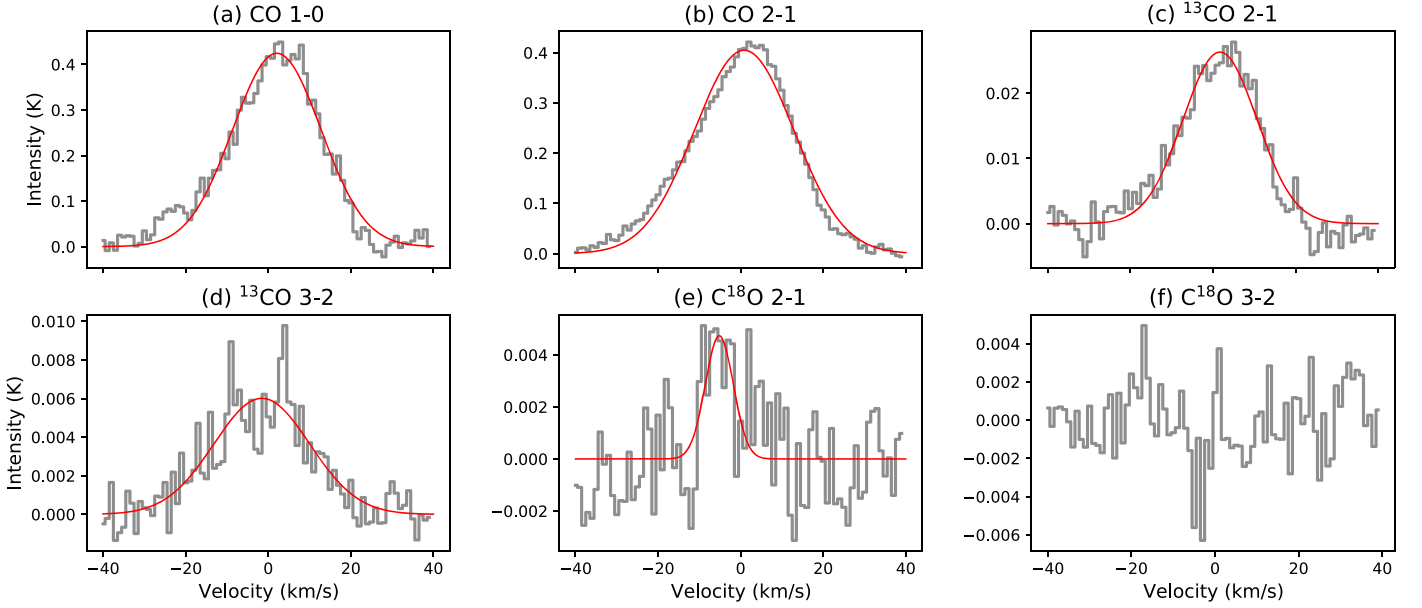 (a) CO 1-0
(b) CO 2-1
(c) ¹³CO 2-1
Intensity (K)
0.4
0.3
0.2
0.1
0.0
0.4
0.3
0.2
0.1
0.0
0.02
0.01
0.00
−40 −20 0 20 40
(d) ¹³CO 3-2
(e) C¹⁸O 2-1
(f) C¹⁸O 3-2
Intensity (K)
0.010
0.008
0.006
0.004
0.002
0.000
0.004
0.002
0.000
−0.002
0.004
0.002
0.000
−0.002
−0.004
−0.006
−40 −20 0 20 40
−40 −20 0 20 40
Velocity (km/s)
Velocity (km/s)
Velocity (km/s)